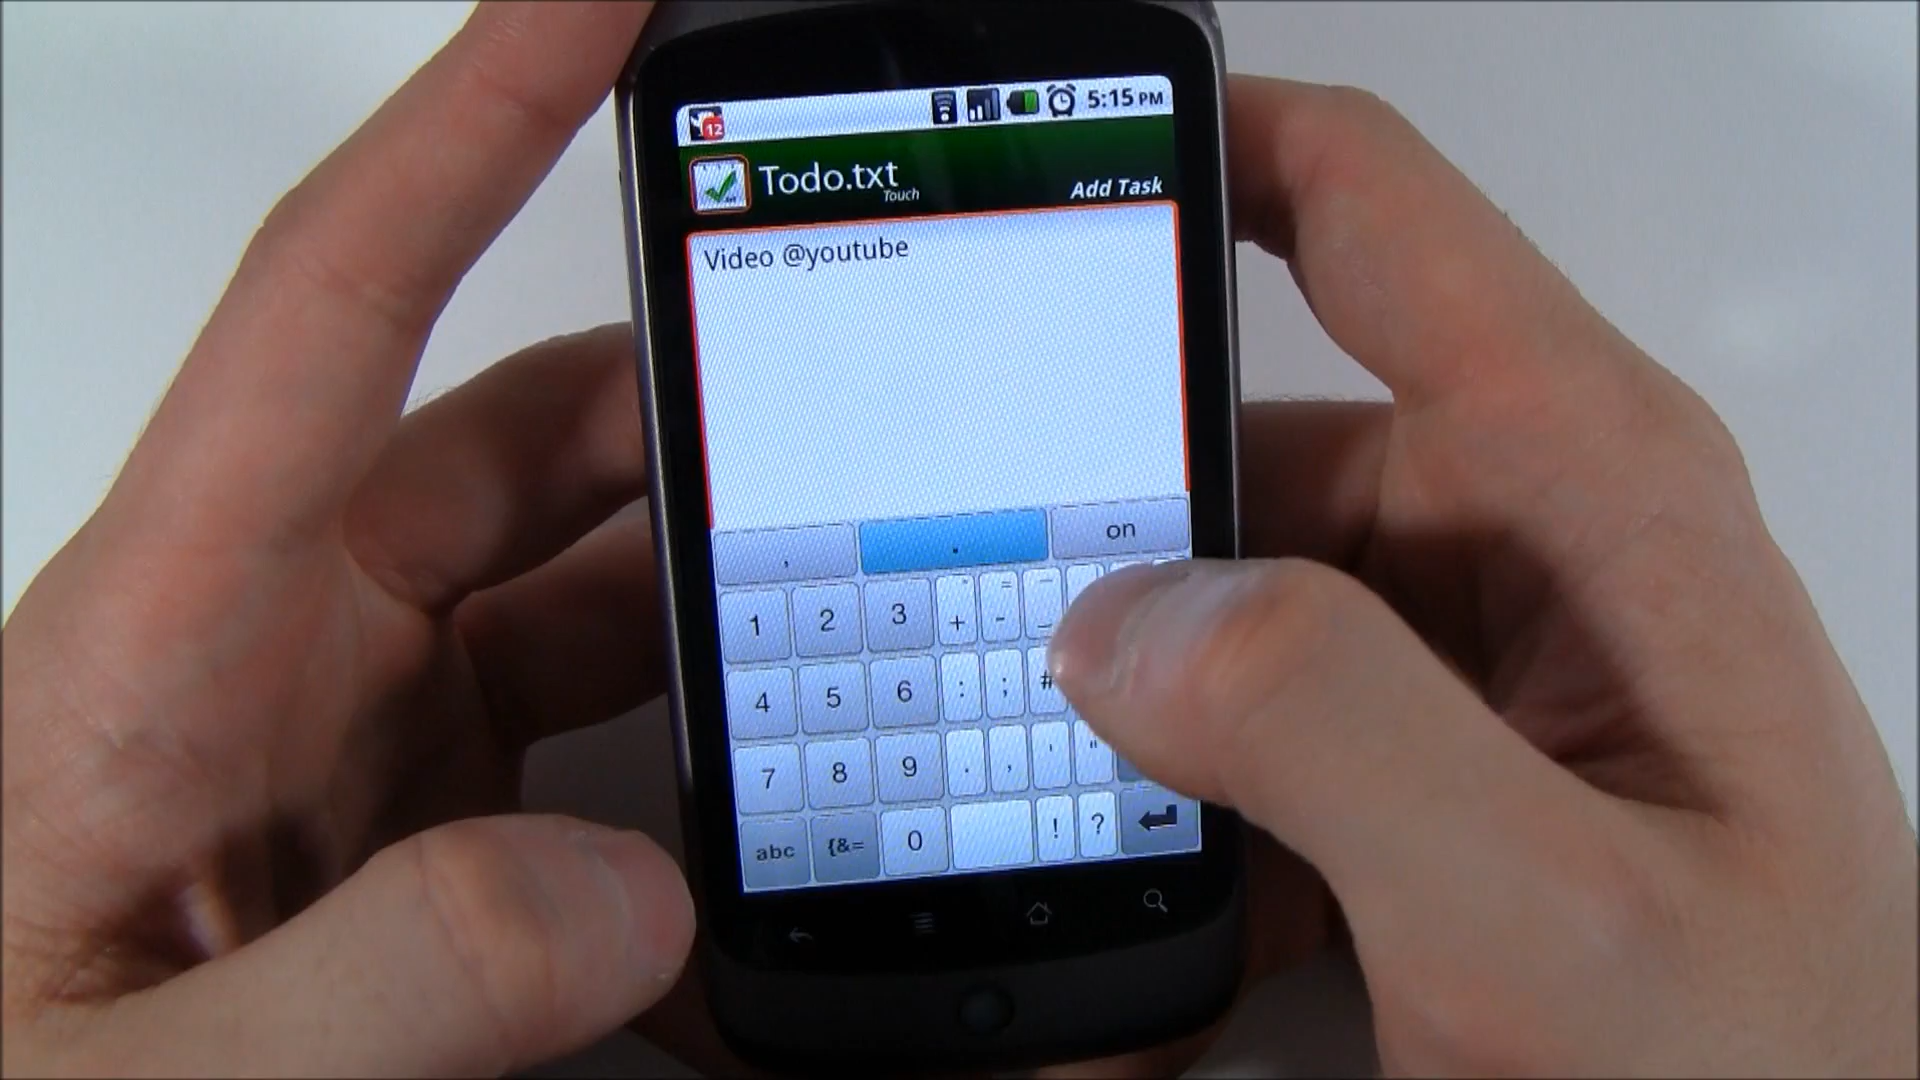 12 5:15 PM
Todo.txt
Touch
Add Task
Video @youtube
, . on
1 2 3 + = - _
4 5 6 : ; #
7 8 9 . , ' "
abc {&= 0 ! ?